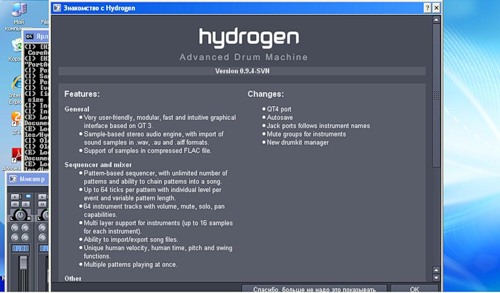 Знакомство с Hydrogen
hydrogen
Advanced Drum Machine
Version 0.9.4-SVN
Features:
General
Very user-friendly, modular, fast and intuitive graphical
interface based on QT 3.
Sample-based stereo audio engine, with import of
sound samples in .wav, .au and .aiff formats.
Support of samples in compressed FLAC file.
Sequencer and mixer
Pattern-based sequencer, with unlimited number of
patterns and ability to chain patterns into a song.
Up to 64 ticks per pattern with individual level per
event and variable pattern length.
64 instrument tracks with volume, mute, solo, pan
capabilities.
Multi layer support for instruments (up to 16 samples
for each instrument).
Ability to import/export song files.
Unique human velocity, human time, pitch and swing
functions.
Multiple patterns playing at once.
Other
Changes:
QT4 port
Autosave
Jack ports follows instrument names
Mute groups for instruments
New drumkit manager
Спасибо. Больше не надо это показывать
OK
Мой
Микшер